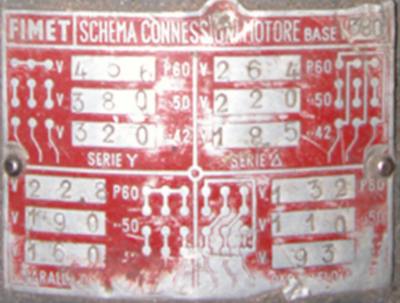 FIMET SCHEMA CONNESSIONI MOTORE BASE V380
V 456 P60 V 264 P60
V 380 „50 V 220 „50
V 320 „42 V 185 „42
SERIE Y SERIE Δ
V 228 P60 V 132 P60
V 190 „50 V 110 „50
160 93